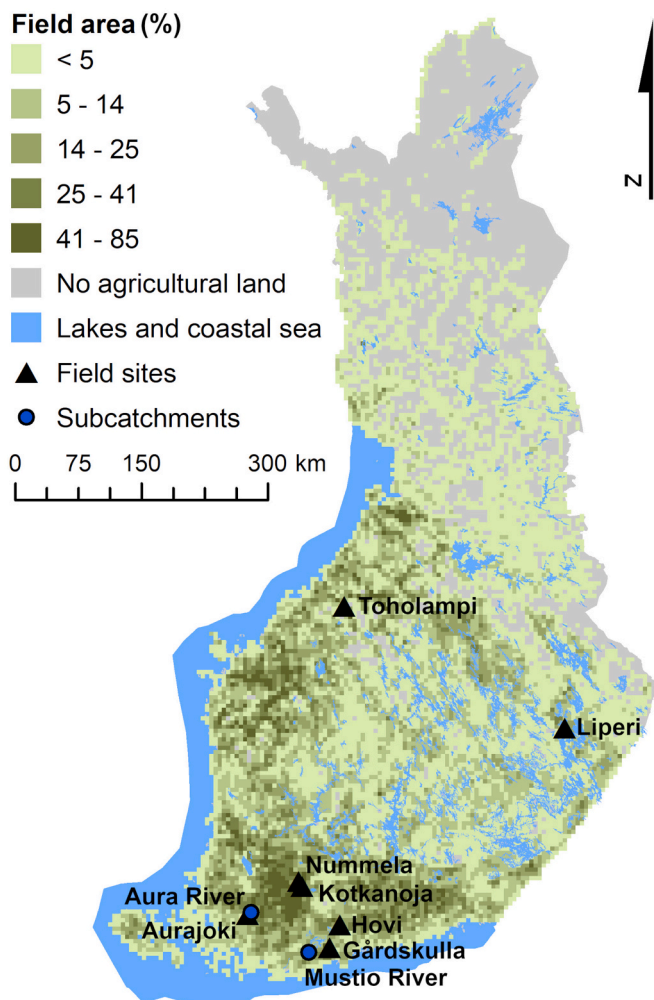 Field area (%)
< 5
5 - 14
14 - 25
25 - 41
41 - 85
No agricultural land
Lakes and coastal sea
Field sites
Subcatchments
0 75 150 300 km
N
Toholampi
Liperi
Nummela
Kotkanoja
Aura River
Aurajoki
Hovi
Gårdskulla
Mustio River